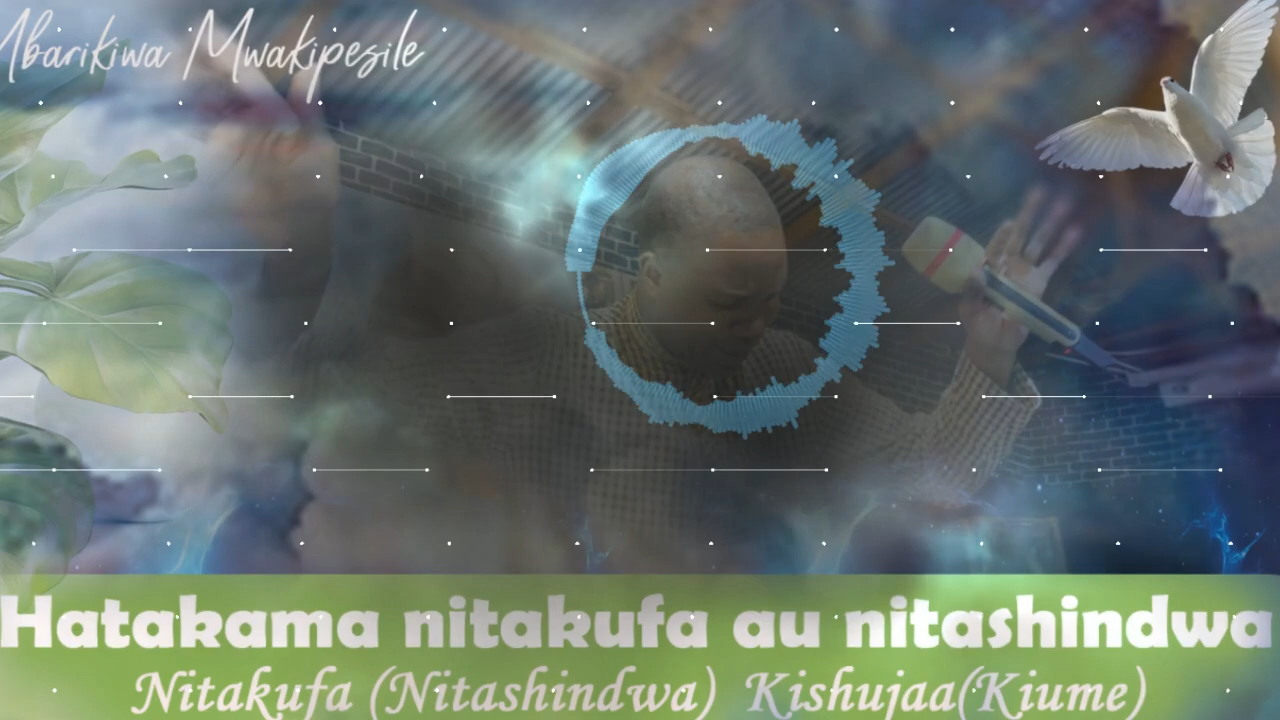 Mbarikiwa Mwakipesile
Hatakama nitakufa au nitashindwa
Nitakufa (Nitashindwa) Kishujaa(Kiume)